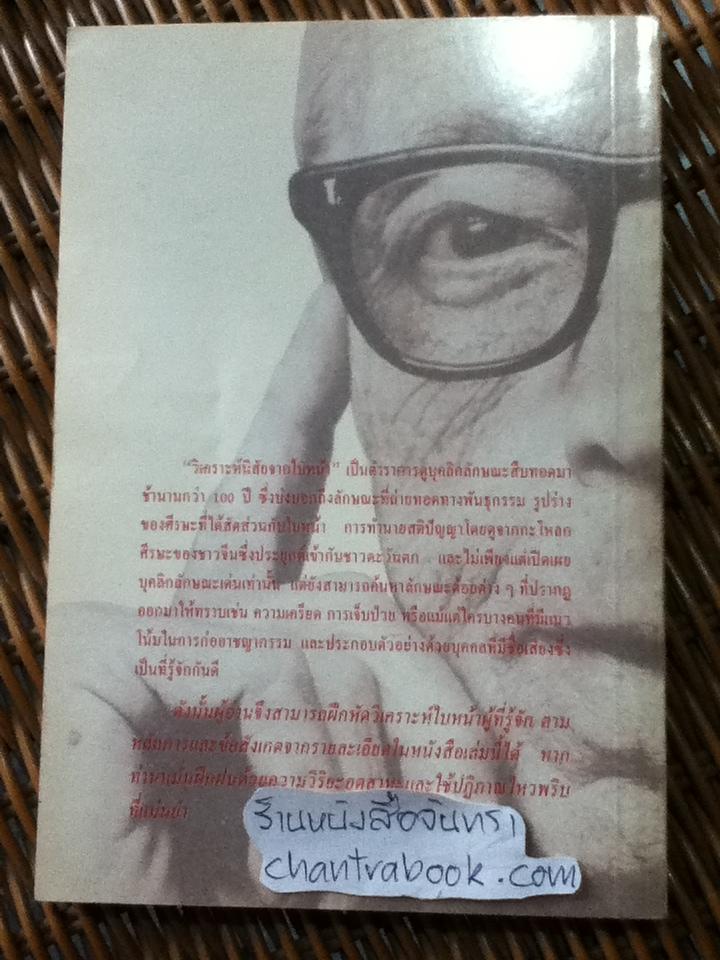 "วิเคราะห์นิสัยจากใบหน้า" เป็นตำราการดูบุคลิกลักษณะสืบทอดมา
ช้านานกว่า 100 ปี ซึ่งบ่งบอกถึงลักษณะที่ถ่ายทอดทางพันธุกรรม รูปร่าง
ของศีรษะที่ได้สัดส่วนกับใบหน้า การทำนายสติปัญญาโดยดูจากกะโหลก
ศีรษะของชาวจีนซึ่งประยุกต์เข้ากับชาวตะวันตก และไม่เพียงแต่เปิดเผย
บุคลิกลักษณะเด่นเท่านั้น แต่ยังสามารถค้นหาลักษณะด้อยต่าง ๆ ที่ปรากฏ
ออกมาให้ทราบเช่น ความเครียด การเจ็บป่วย หรือแม้แต่ใครบางคนที่มีแนว
โน้มในการก่ออาชญากรรม และประกอบตัวอย่างด้วยบุคคลที่มีชื่อเสียงซึ่ง
เป็นที่รู้จักกันดี
ดังนั้นผู้อ่านจึงสามารถฝึกหัดวิเคราะห์ใบหน้าผู้ที่รู้จัก ตาม
หลักการและข้อสังเกตจากรายละเอียดในหนังสือเล่มนี้ได้ หาก
ท่านหมั่นฝึกฝนด้วยความวิริยะอุตสาหะและใช้ปฏิภาณไหวพริบ
ที่แม่นยำ
ร้านหนังสือจันทรา
chantrabook.com